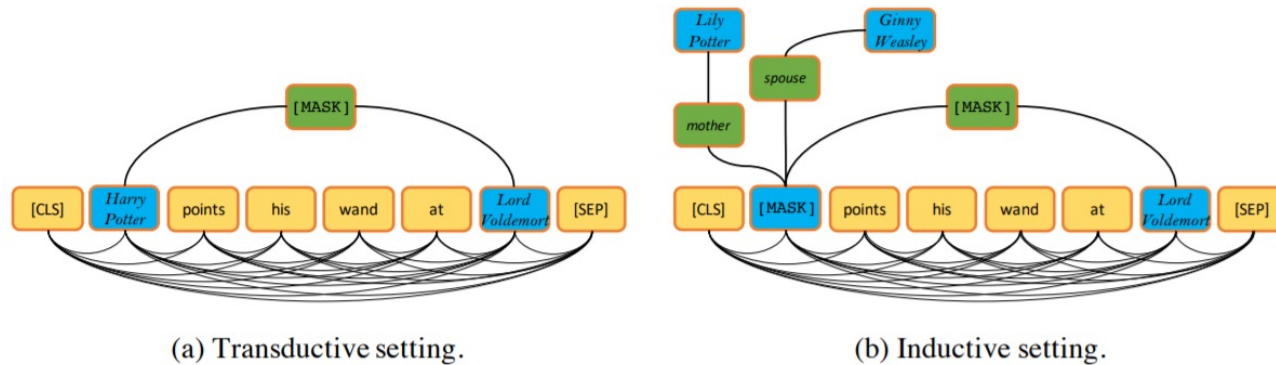 [MASK]
[CLS]
Harry
Potter
points
his
wand
at
Lord
Voldemort
[SEP]
(a) Transductive setting.
Lily
Potter
Ginny
Weasley
spouse
mother
[MASK]
[CLS]
[MASK]
points
his
wand
at
Lord
Voldemort
[SEP]
(b) Inductive setting.